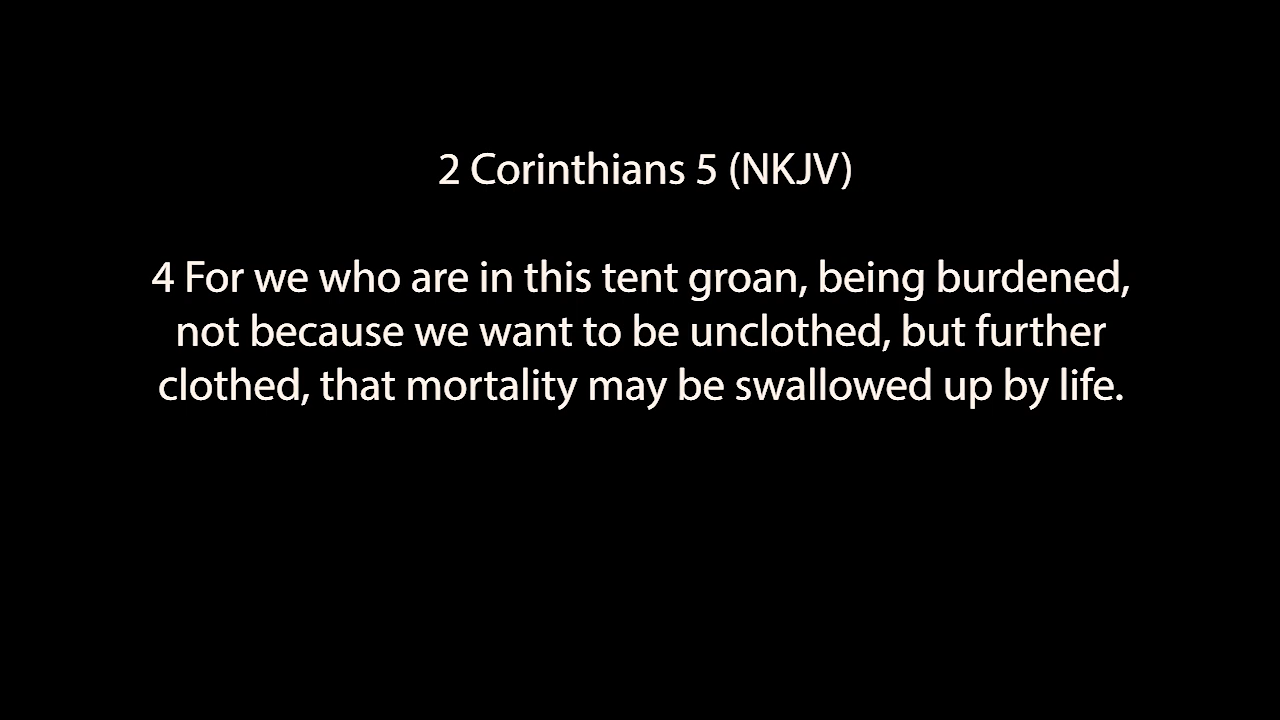 2 Corinthians 5 (NKJV)
4 For we who are in this tent groan, being burdened,
not because we want to be unclothed, but further
clothed, that mortality may be swallowed up by life.